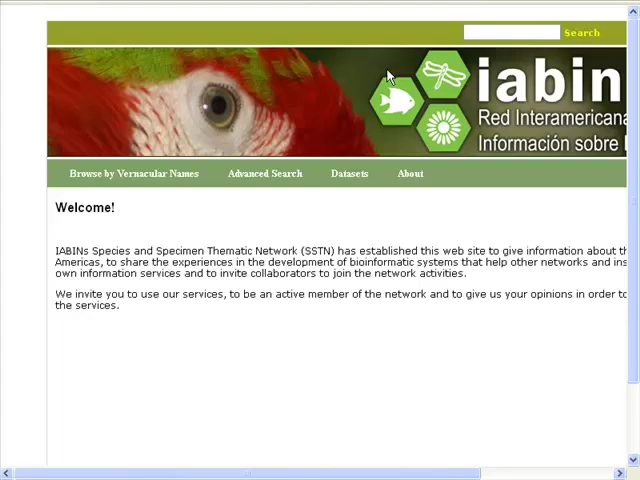 Search
iabin
Red Interamericana
Información sobre
Browse by Vernacular Names Advanced Search Datasets About
Welcome!
IABINs Species and Specimen Thematic Network (SSTN) has established this web site to give information about
Americas, to share the experiences in the development of bioinformatic systems that help other networks and
own information services and to invite collaborators to join the network activities.
We invite you to use our services, to be an active member of the network and to give us your opinions in order to
the services.